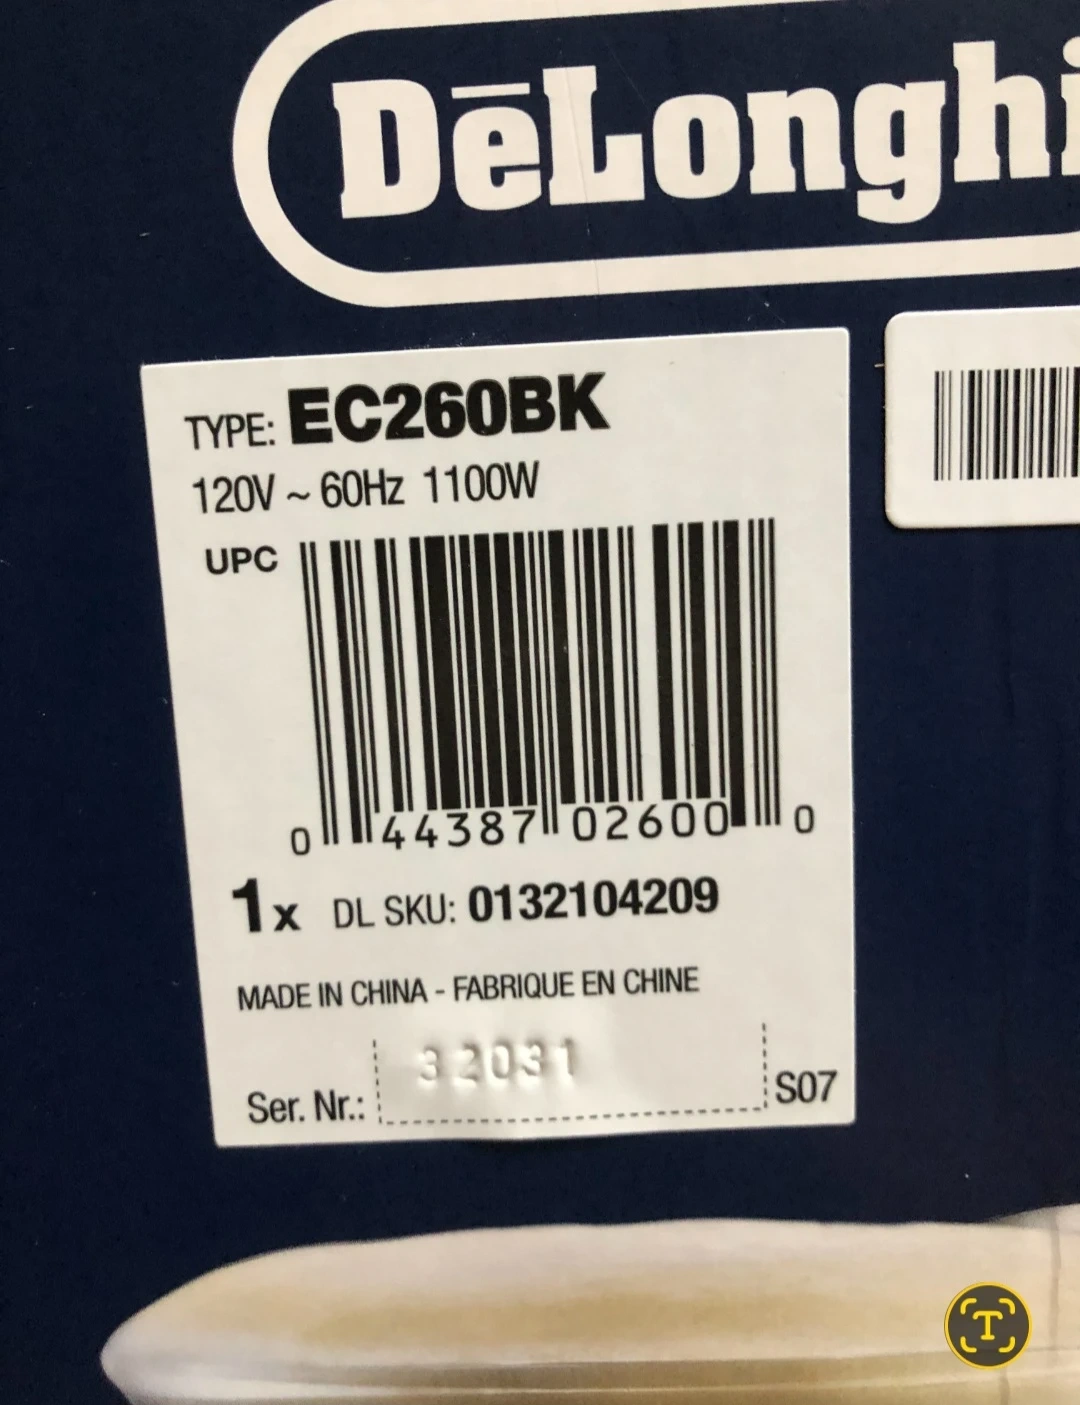 DēLonghi
TYPE: EC260BK
120V ~ 60Hz 1100W
UPC
0 44387 02600 0
1x DL SKU: 0132104209
MADE IN CHINA - FABRIQUE EN CHINE
32031
Ser. Nr.: S07
T